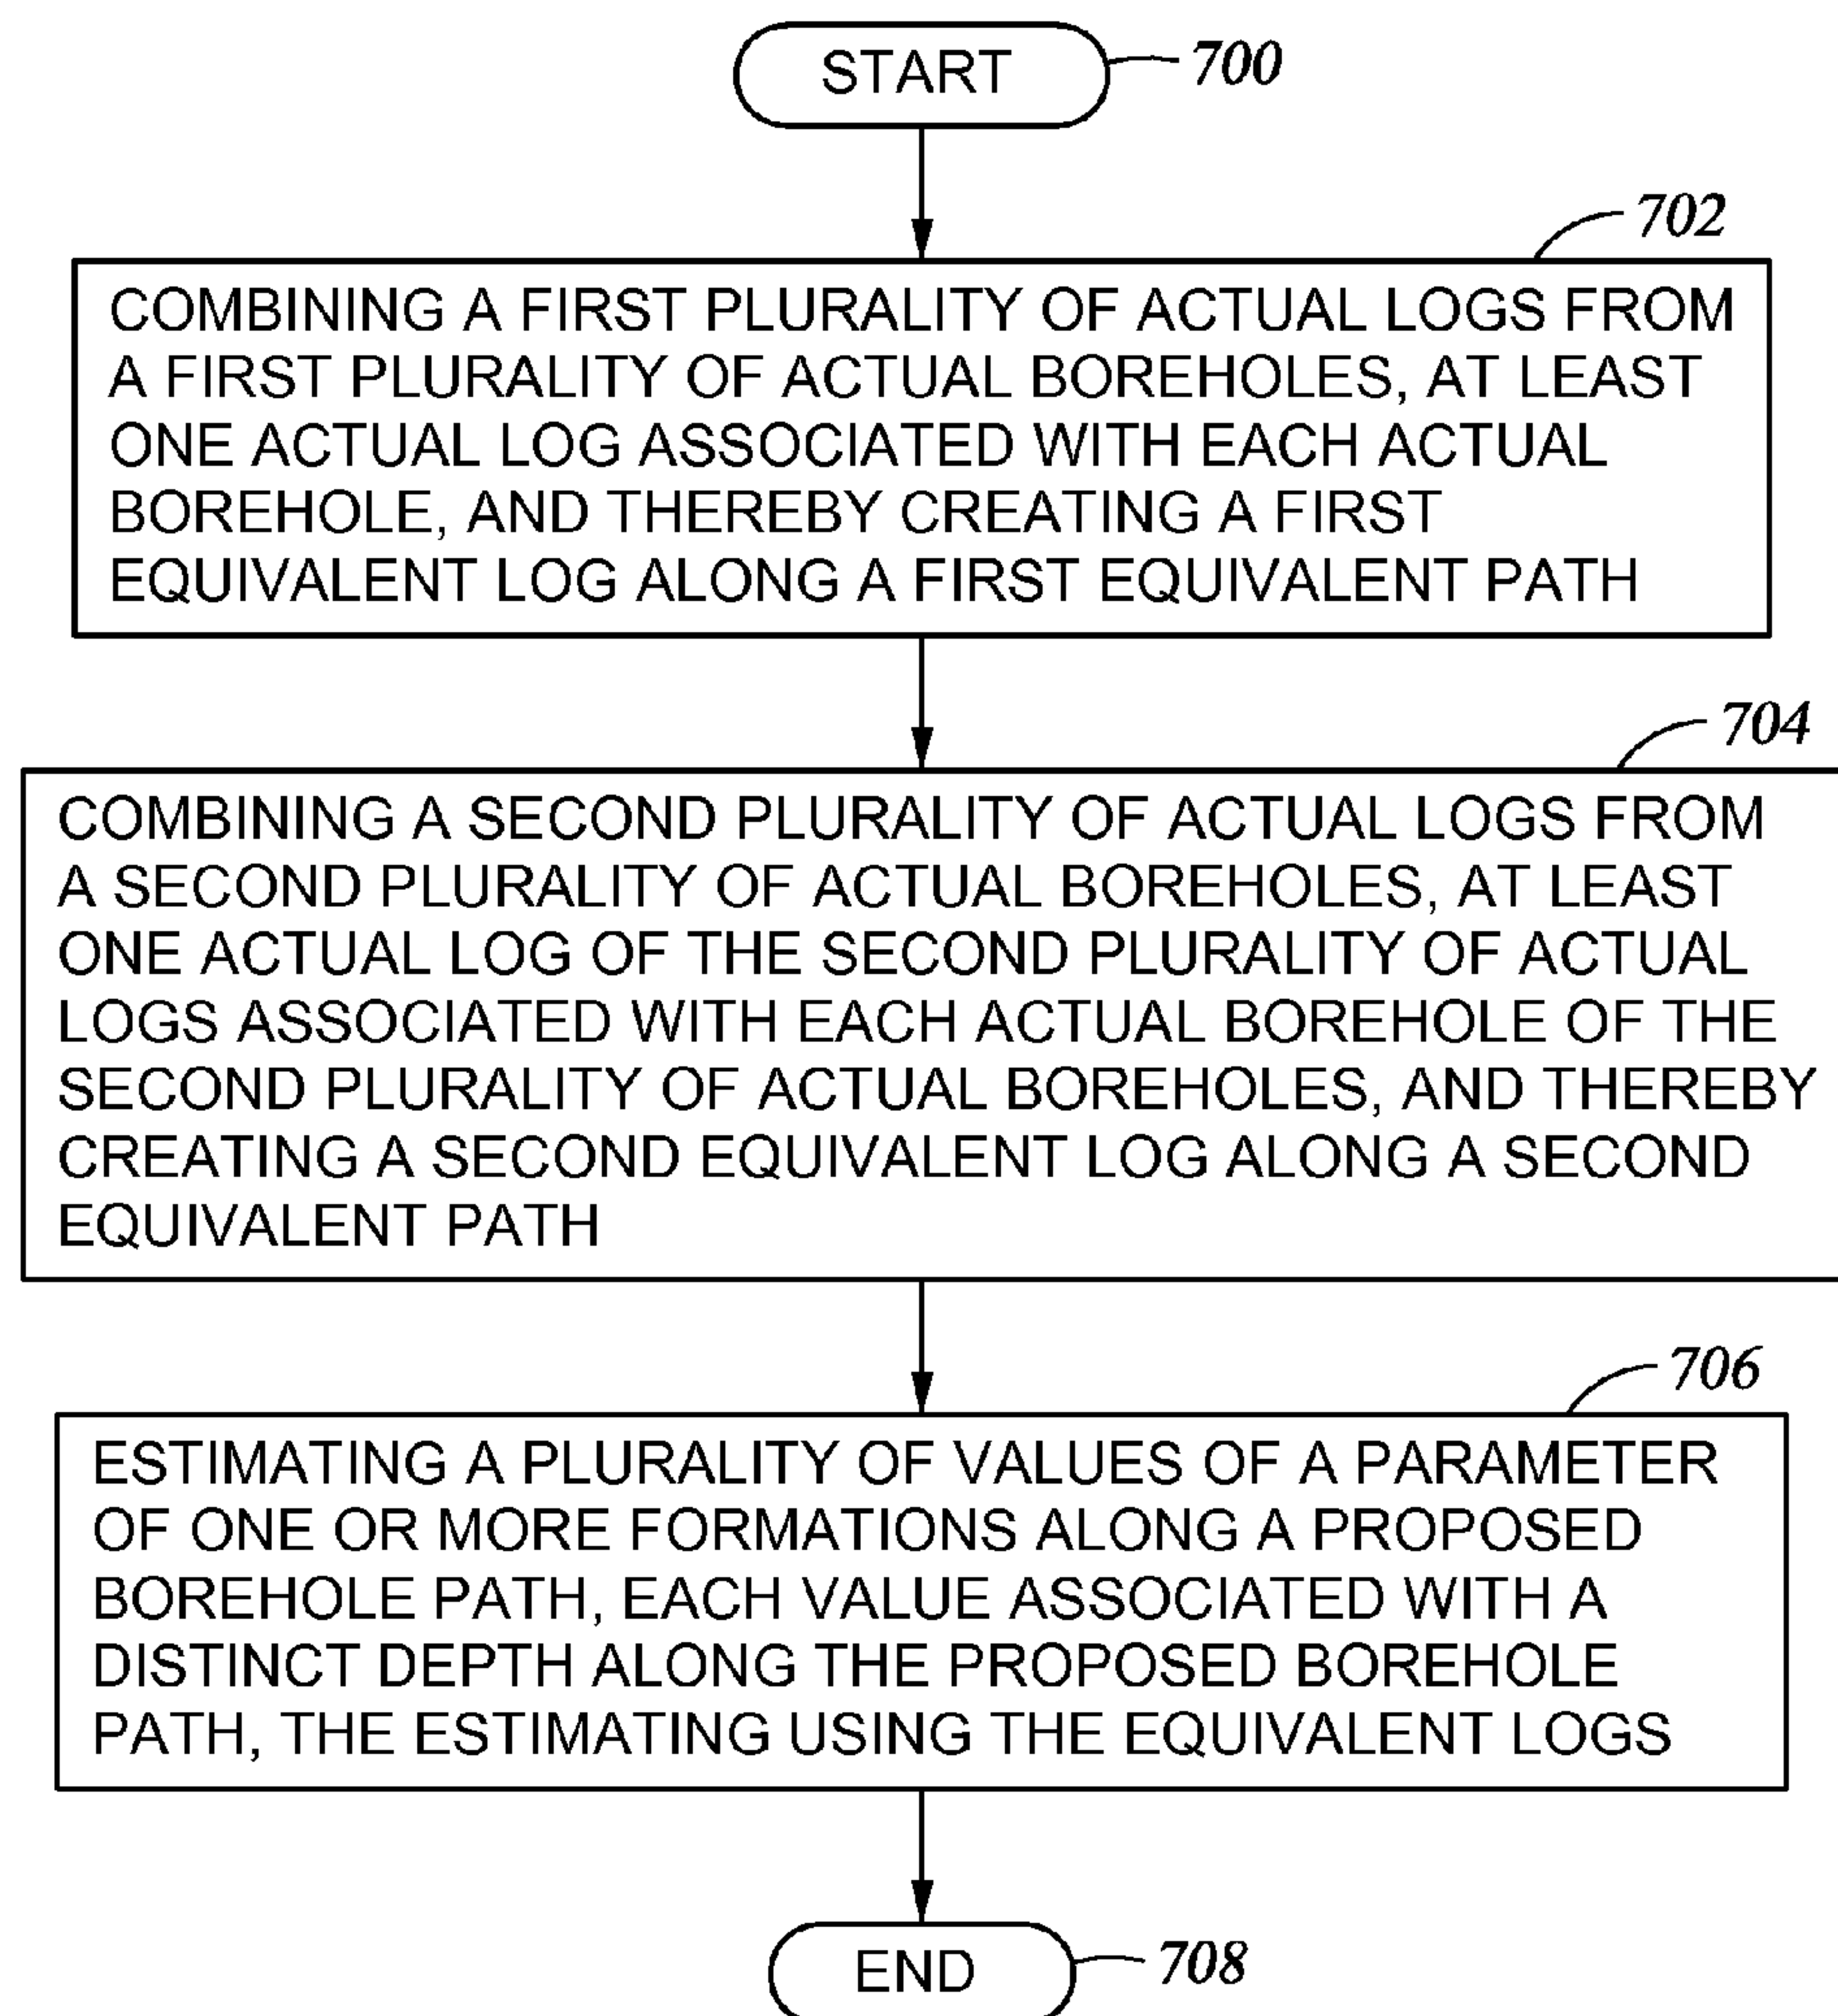 START
700
702
COMBINING A FIRST PLURALITY OF ACTUAL LOGS FROM
A FIRST PLURALITY OF ACTUAL BOREHOLES, AT LEAST
ONE ACTUAL LOG ASSOCIATED WITH EACH ACTUAL
BOREHOLE, AND THEREBY CREATING A FIRST
EQUIVALENT LOG ALONG A FIRST EQUIVALENT PATH
704
COMBINING A SECOND PLURALITY OF ACTUAL LOGS FROM
A SECOND PLURALITY OF ACTUAL BOREHOLES, AT LEAST
ONE ACTUAL LOG OF THE SECOND PLURALITY OF ACTUAL
LOGS ASSOCIATED WITH EACH ACTUAL BOREHOLE OF THE
SECOND PLURALITY OF ACTUAL BOREHOLES, AND THEREBY
CREATING A SECOND EQUIVALENT LOG ALONG A SECOND
EQUIVALENT PATH
706
ESTIMATING A PLURALITY OF VALUES OF A PARAMETER
OF ONE OR MORE FORMATIONS ALONG A PROPOSED
BOREHOLE PATH, EACH VALUE ASSOCIATED WITH A
DISTINCT DEPTH ALONG THE PROPOSED BOREHOLE
PATH, THE ESTIMATING USING THE EQUIVALENT LOGS
END
708